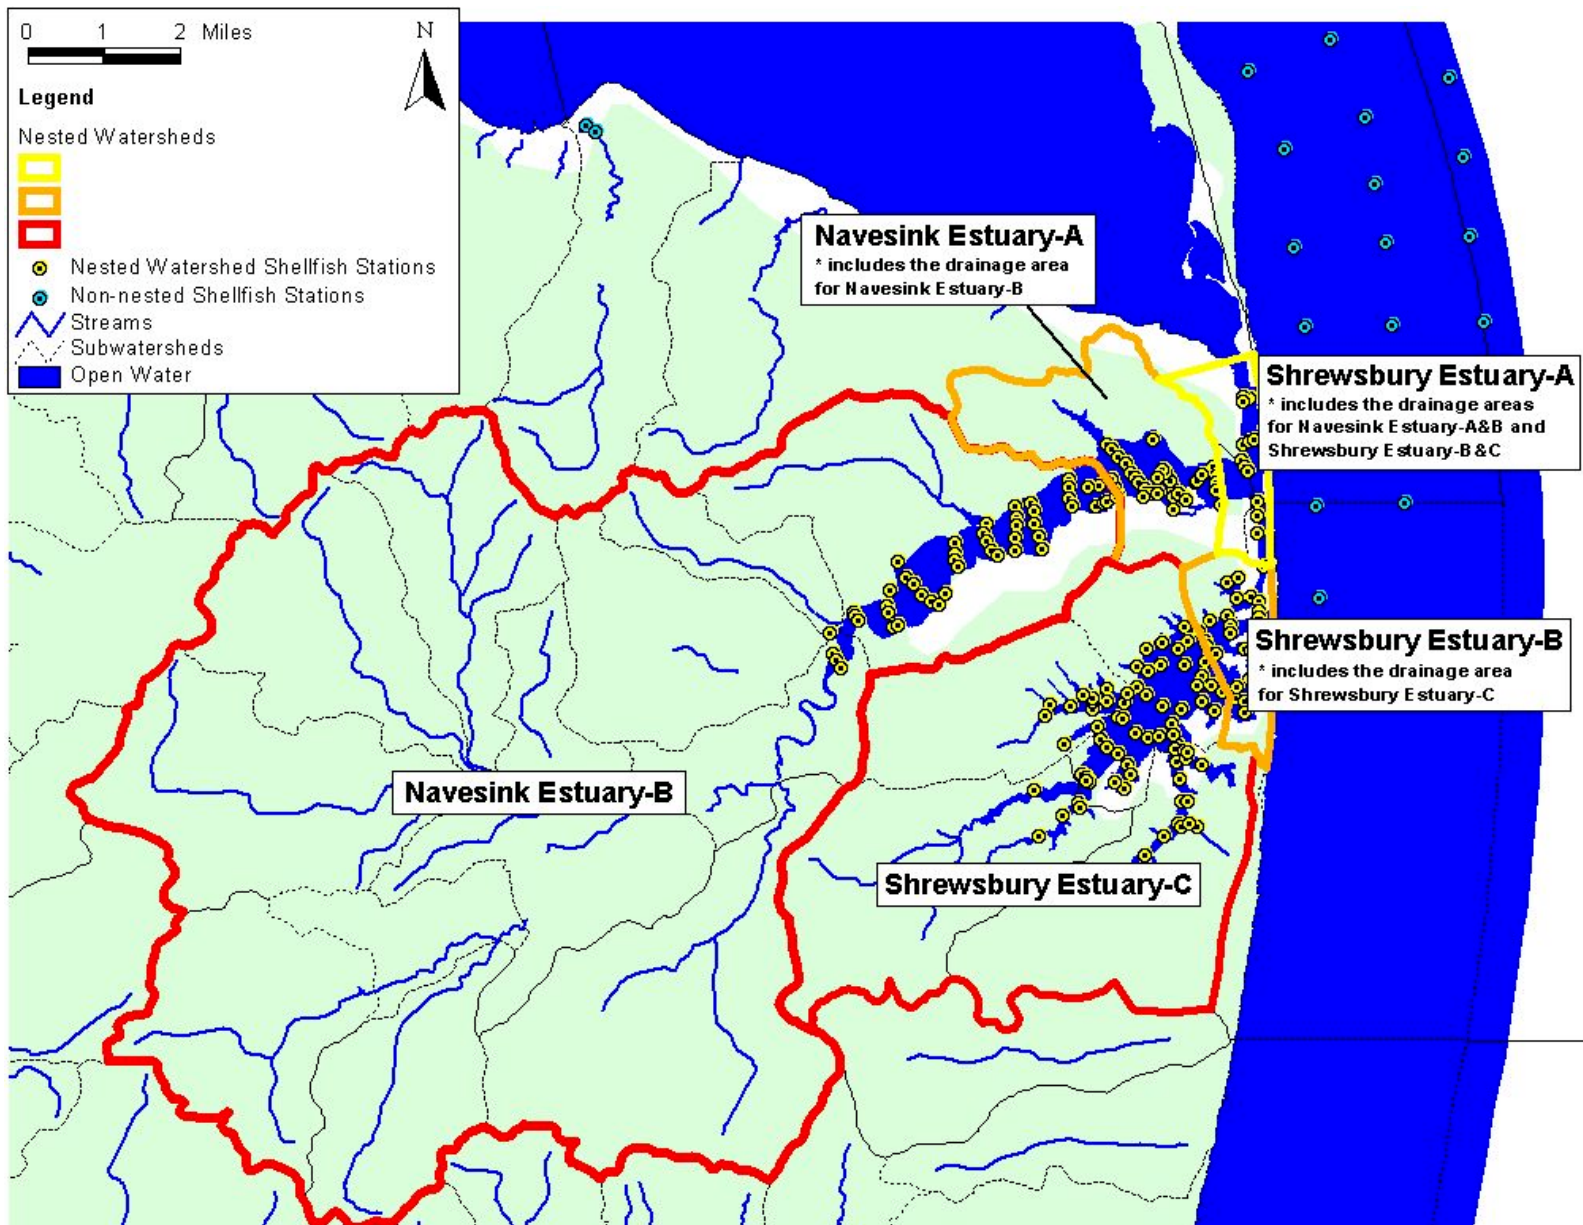 0 1 2 Miles
N
Legend
Nested Watersheds
Nested Watershed Shellfish Stations
Non-nested Shellfish Stations
Streams
Subwatersheds
Open Water
Navesink Estuary-A
* includes the drainage area
for Navesink Estuary-B
Shrewsbury Estuary-A
* includes the drainage areas
for Navesink Estuary-A&B and
Shrewsbury Estuary-B&C
Shrewsbury Estuary-B
* includes the drainage area
for Shrewsbury Estuary-C
Navesink Estuary-B
Shrewsbury Estuary-C